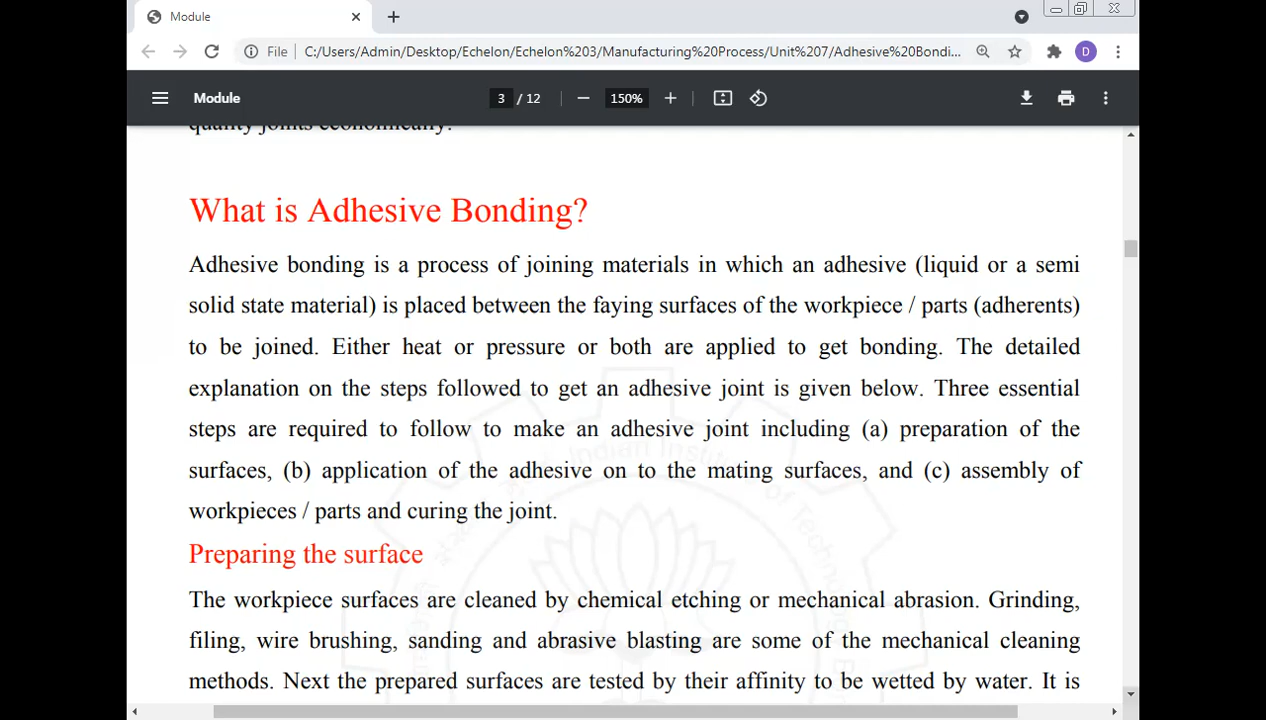 Module
File C:/Users/Admin/Desktop/Echelon/Echelon%203/Manufacturing%20Process/Unit%207/Adhesive%20Bondi... D
Module 3 / 12 150%
quality joints economically.
What is Adhesive Bonding?
Adhesive bonding is a process of joining materials in which an adhesive (liquid or a semi
solid state material) is placed between the faying surfaces of the workpiece / parts (adherents)
to be joined. Either heat or pressure or both are applied to get bonding. The detailed
explanation on the steps followed to get an adhesive joint is given below. Three essential
steps are required to follow to make an adhesive joint including (a) preparation of the
surfaces, (b) application of the adhesive on to the mating surfaces, and (c) assembly of
workpieces / parts and curing the joint.
Preparing the surface
The workpiece surfaces are cleaned by chemical etching or mechanical abrasion. Grinding,
filing, wire brushing, sanding and abrasive blasting are some of the mechanical cleaning
methods. Next the prepared surfaces are tested by their affinity to be wetted by water. It is
Indian Institute of Technology